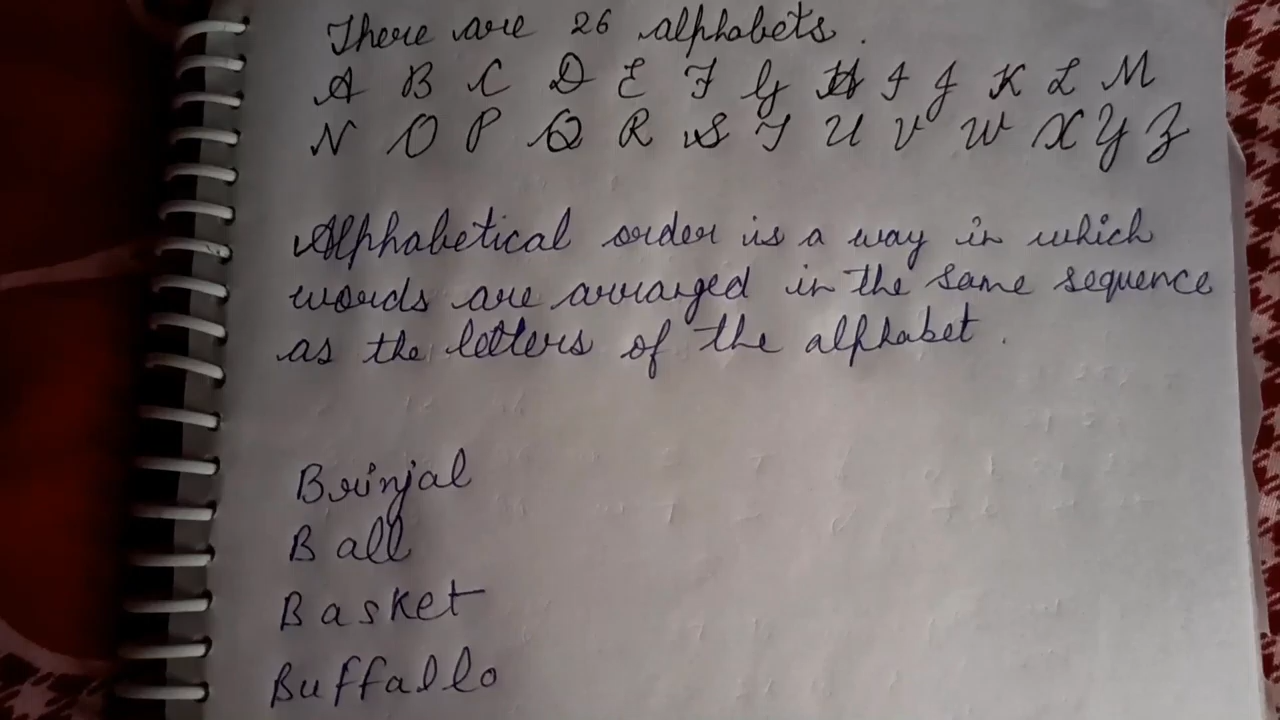 There are 26 alphabets.
A B C D E F G H I J K L M
N O P Q R S T U V W X Y Z
Alphabetical order is a way in which
words are arranged in the same sequence
as the letters of the alphabet.
Brinjal
Ball
Basket
Buffallo